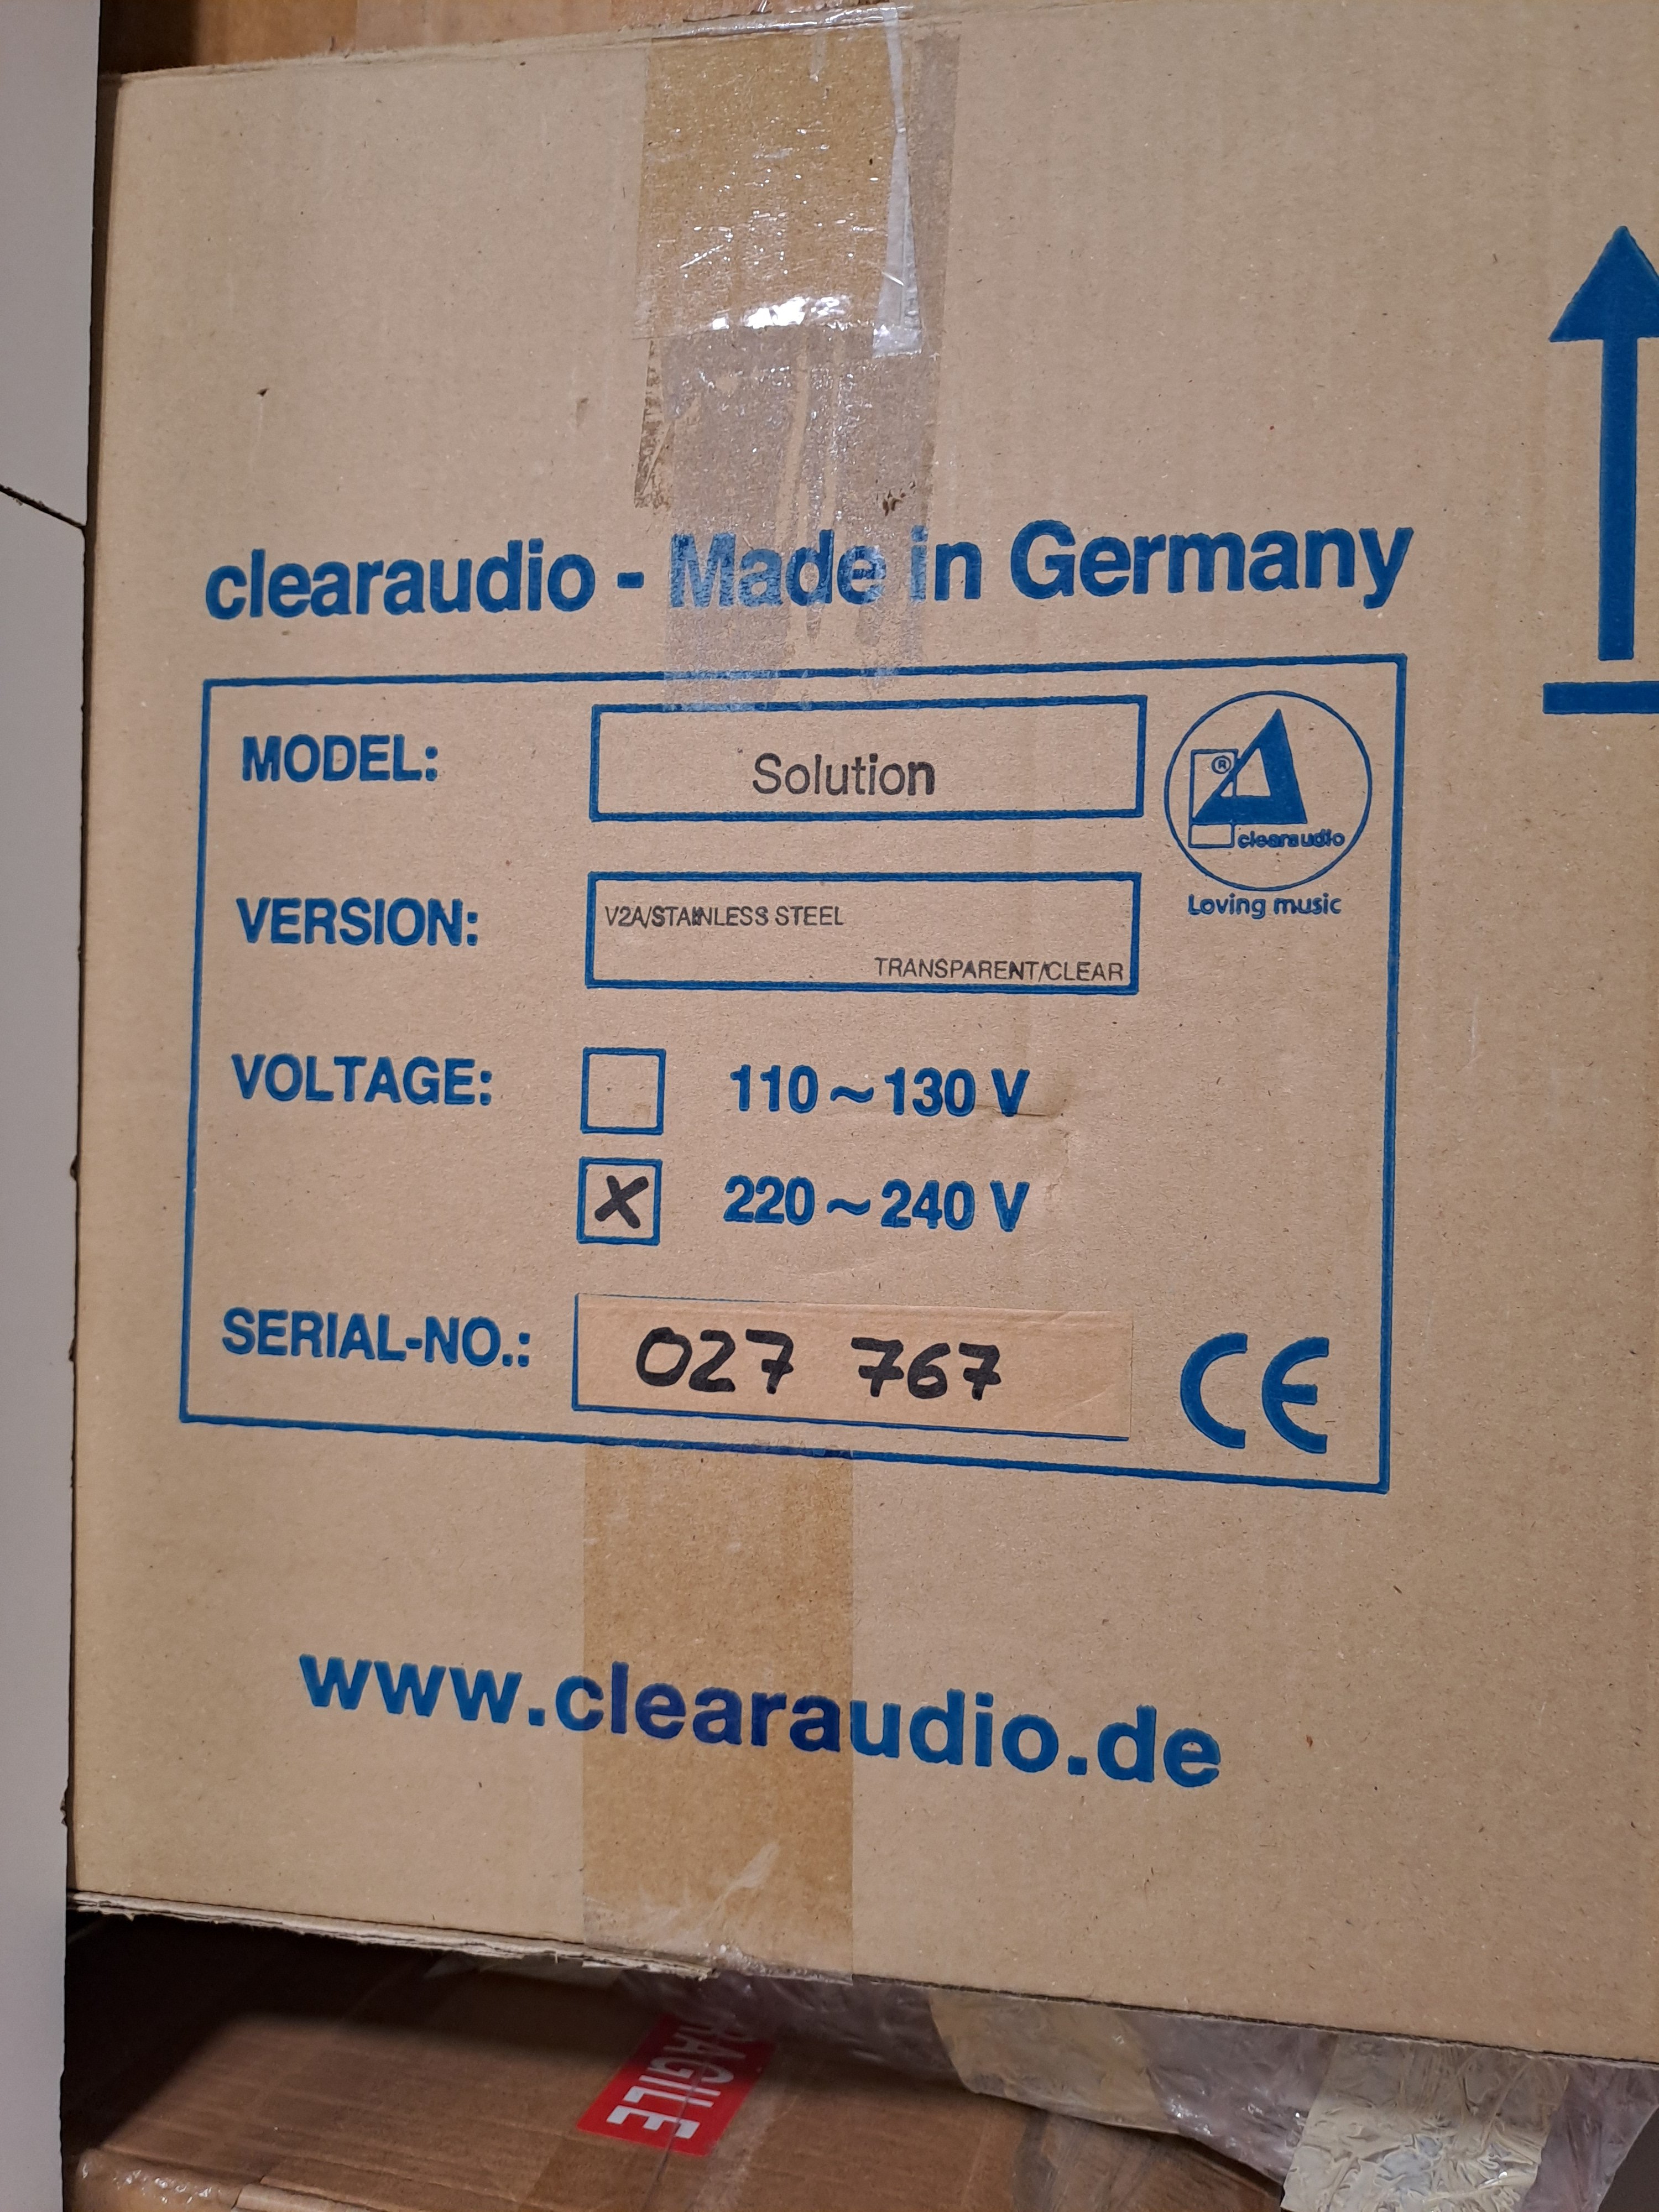 clearaudio - Made in Germany
MODEL: Solution
® clearaudio
Loving music
VERSION: V2A/STAINLESS STEEL
TRANSPARENT/CLEAR
VOLTAGE: 110~130 V
X 220~240 V
SERIAL-NO.: 027 767 CE
www.clearaudio.de
FRAGILE